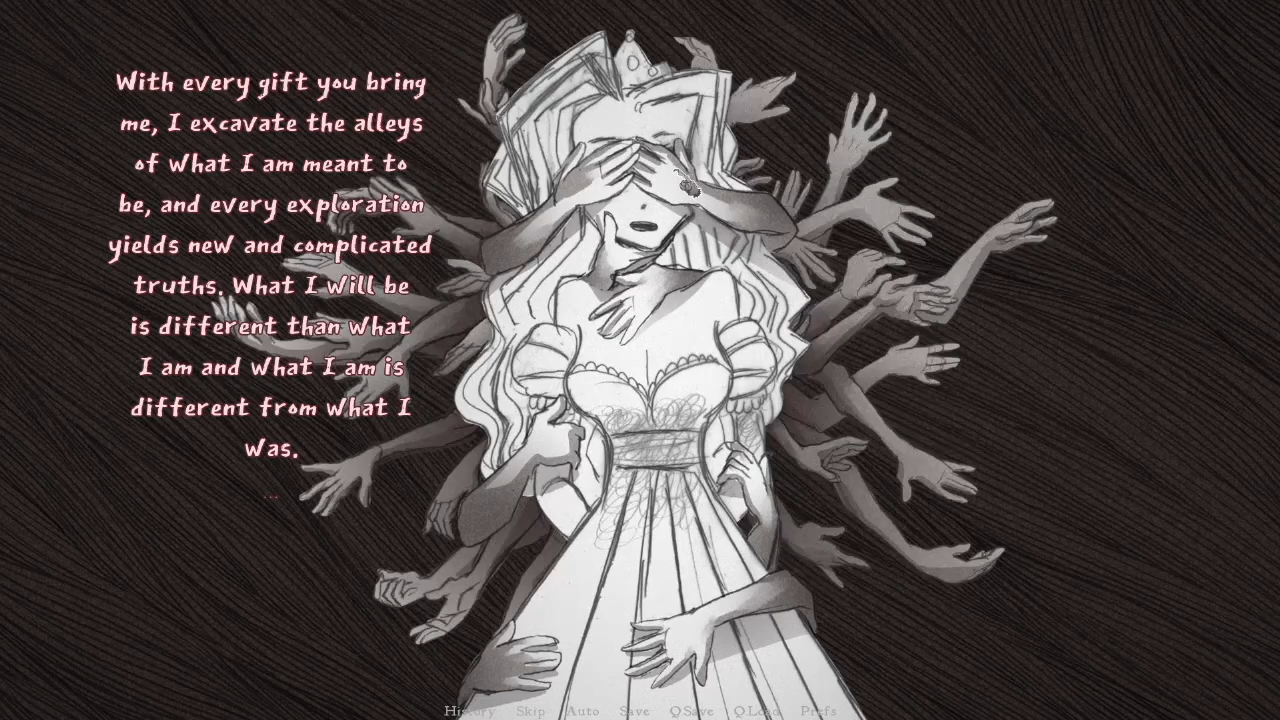 With every gift you bring
me, I excavate the alleys
of what I am meant to
be, and every exploration
yields new and complicated
truths. What I will be
is different than what
I am and what I am is
different from what I
was.
...
History Skip Auto Save Q.Save Q.Load Prefs